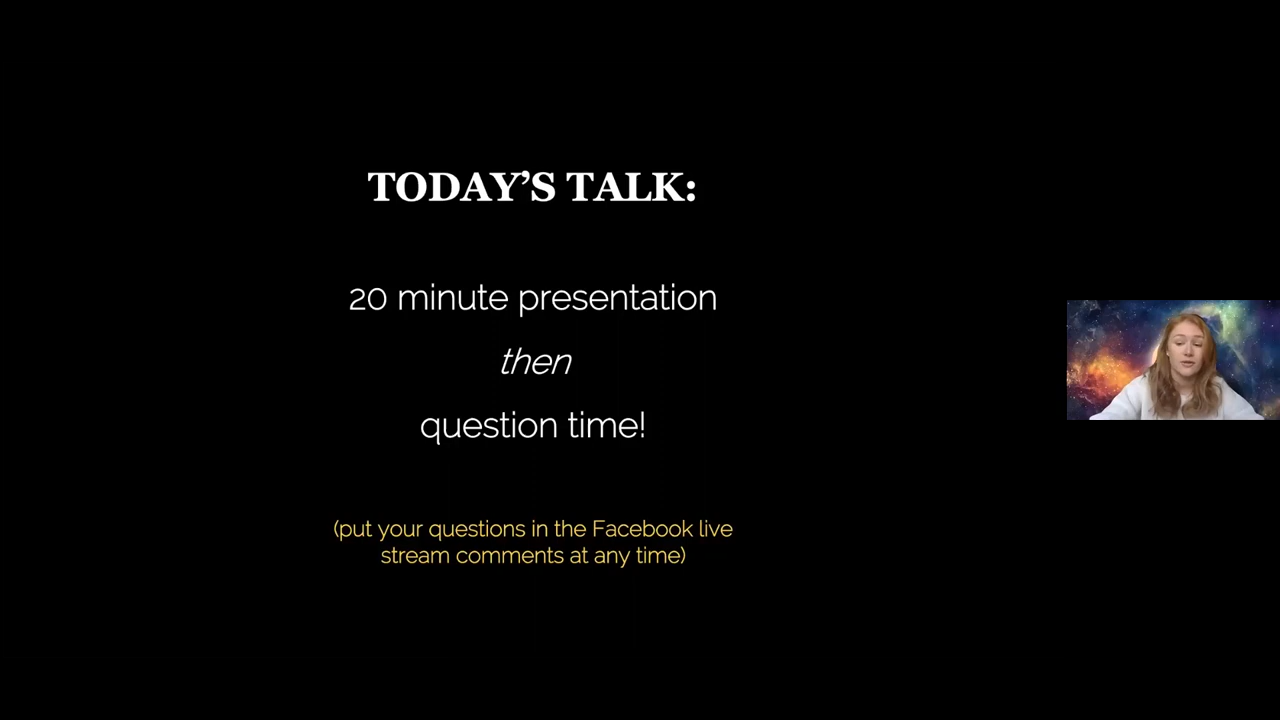 TODAY’S TALK:
20 minute presentation
then
question time!
(put your questions in the Facebook live
stream comments at any time)